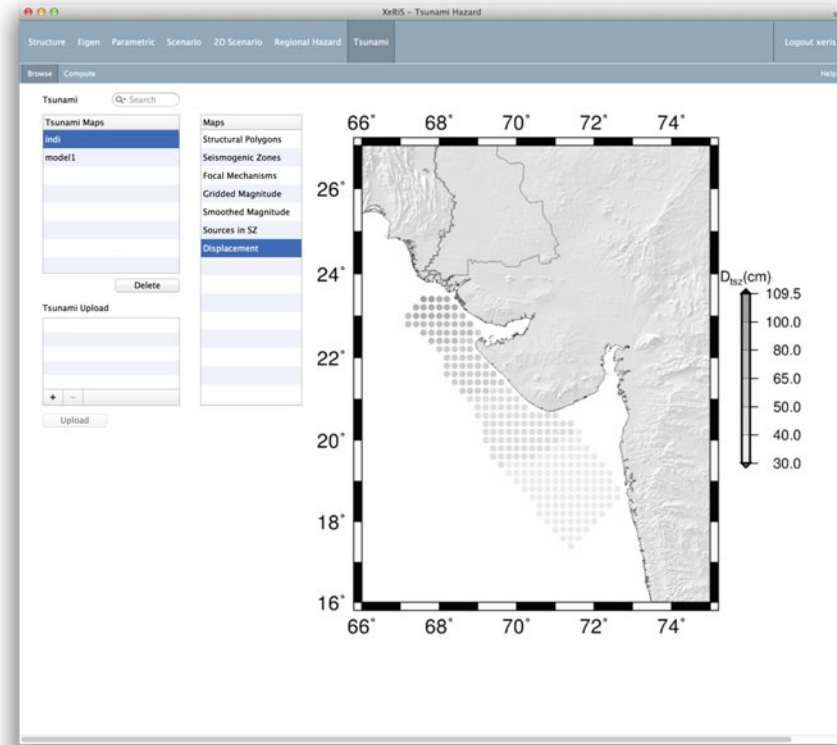 XeRiS - Tsunami Hazard
Structure Eigen Parametric Scenario 2D Scenario Regional Hazard Tsunami Logout xeris
Browse Compute Help
Tsunami Search
Tsunami Maps
indi
model1
Delete
Tsunami Upload
+ −
Upload
Maps
Structural Polygons
Seismogenic Zones
Focal Mechanisms
Gridded Magnitude
Smoothed Magnitude
Sources in SZ
Displacement
66° 68° 70° 72° 74°
26°
24°
22°
20°
18°
16°
66° 68° 70° 72° 74°
Dtsz(cm)
109.5
100.0
80.0
65.0
50.0
40.0
30.0